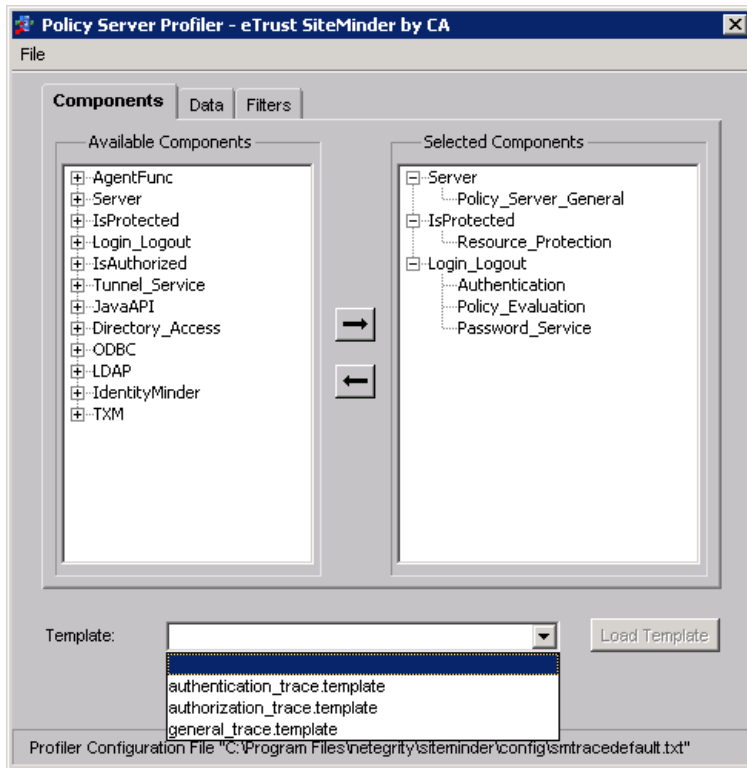 Policy Server Profiler - eTrust SiteMinder by CA
File
Components Data Filters
Available Components
AgentFunc
Server
IsProtected
Login_Logout
IsAuthorized
Tunnel_Service
JavaAPI
Directory_Access
ODBC
LDAP
IdentityMinder
TXM
Selected Components
Server
Policy_Server_General
IsProtected
Resource_Protection
Login_Logout
Authentication
Policy_Evaluation
Password_Service
Template:
Load Template
authentication_trace.template
authorization_trace.template
general_trace.template
Profiler Configuration File "C:\Program Files\netegrity\siteminder\config\smtracedefault.txt"